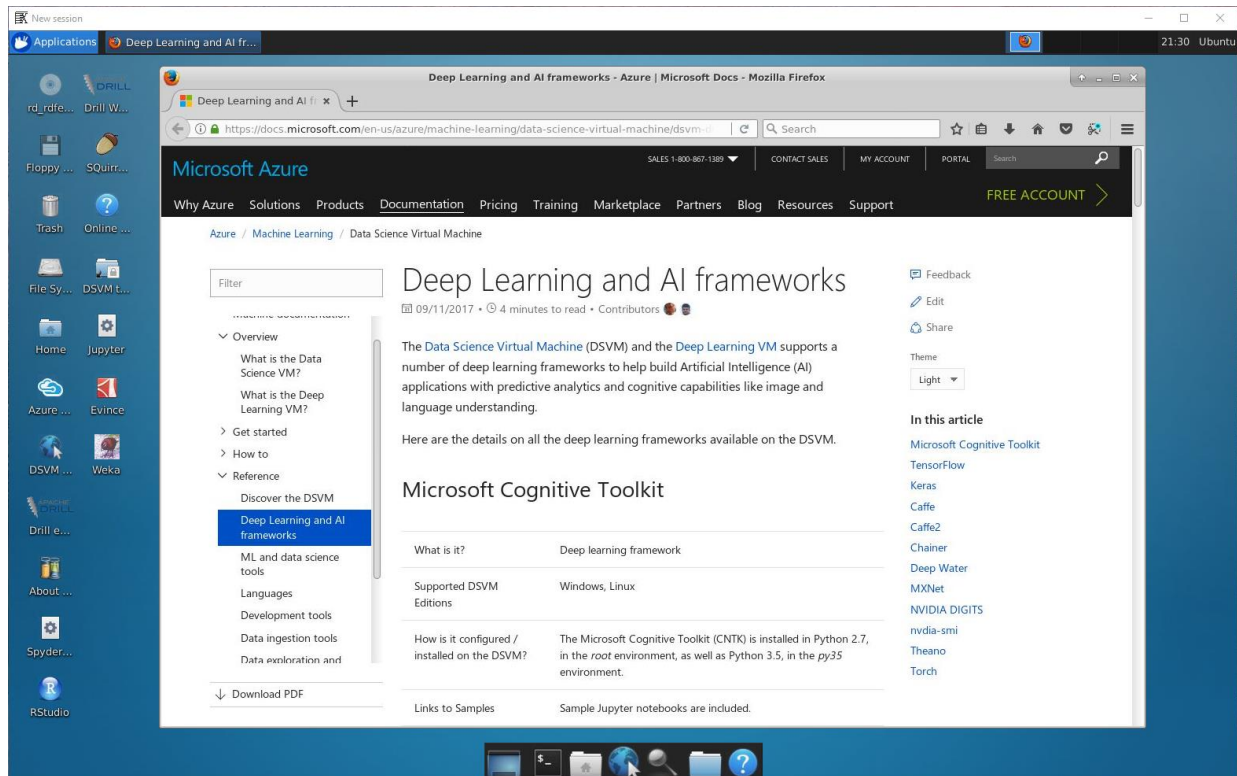 New session
Applications
Deep Learning and AI fr...
21:30 Ubuntu
rd_rdfe...
Drill W...
Floppy ...
SQuirr...
Trash
Online ...
File Sy...
DSVM t...
Home
Jupyter
Azure ...
Evince
DSVM ...
Weka
APACHE DRILL
Drill e...
About ...
Spyder...
RStudio
Deep Learning and AI frameworks - Azure | Microsoft Docs - Mozilla Firefox
Deep Learning and AI fr
https://docs.microsoft.com/en-us/azure/machine-learning/data-science-virtual-machine/dsvm-d
Search
Microsoft Azure
SALES 1-800-867-1389
CONTACT SALES
MY ACCOUNT
PORTAL
Search
Why Azure Solutions Products Documentation Pricing Training Marketplace Partners Blog Resources Support
FREE ACCOUNT
Azure / Machine Learning / Data Science Virtual Machine
Filter
Machine documentation
Overview
What is the Data
Science VM?
What is the Deep
Learning VM?
Get started
How to
Reference
Discover the DSVM
Deep Learning and AI
frameworks
ML and data science
tools
Languages
Development tools
Data ingestion tools
Data exploration and
Download PDF
Deep Learning and AI frameworks
09/11/2017 • 4 minutes to read • Contributors
The Data Science Virtual Machine (DSVM) and the Deep Learning VM supports a
number of deep learning frameworks to help build Artificial Intelligence (AI)
applications with predictive analytics and cognitive capabilities like image and
language understanding.
Here are the details on all the deep learning frameworks available on the DSVM.
Microsoft Cognitive Toolkit
What is it? Deep learning framework
Supported DSVM Windows, Linux
Editions
How is it configured / The Microsoft Cognitive Toolkit (CNTK) is installed in Python 2.7,
installed on the DSVM? in the root environment, as well as Python 3.5, in the py35
environment.
Links to Samples Sample Jupyter notebooks are included.
Feedback
Edit
Share
Theme
Light
In this article
Microsoft Cognitive Toolkit
TensorFlow
Keras
Caffe
Caffe2
Chainer
Deep Water
MXNet
NVIDIA DIGITS
nvdia-smi
Theano
Torch